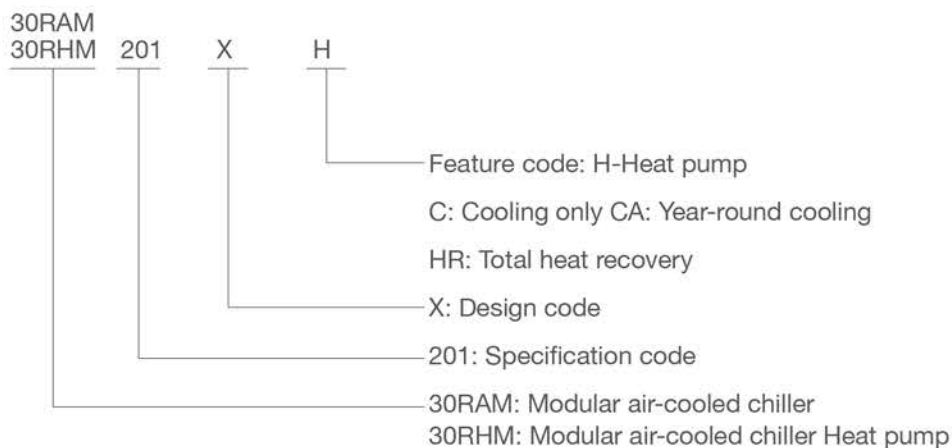 30RAM
30RHM 201 X H
Feature code: H-Heat pump
C: Cooling only CA: Year-round cooling
HR: Total heat recovery
X: Design code
201: Specification code
30RAM: Modular air-cooled chiller
30RHM: Modular air-cooled chiller Heat pump